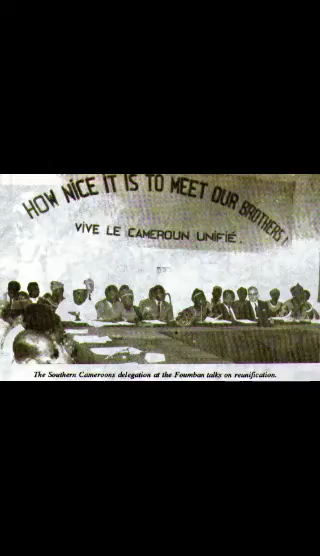 HOW NICE IT IS TO MEET OUR BROTHERS!
VIVE LE CAMEROUN UNIFIÉ.
The Southern Cameroons delegation at the Foumban talks on reunification.